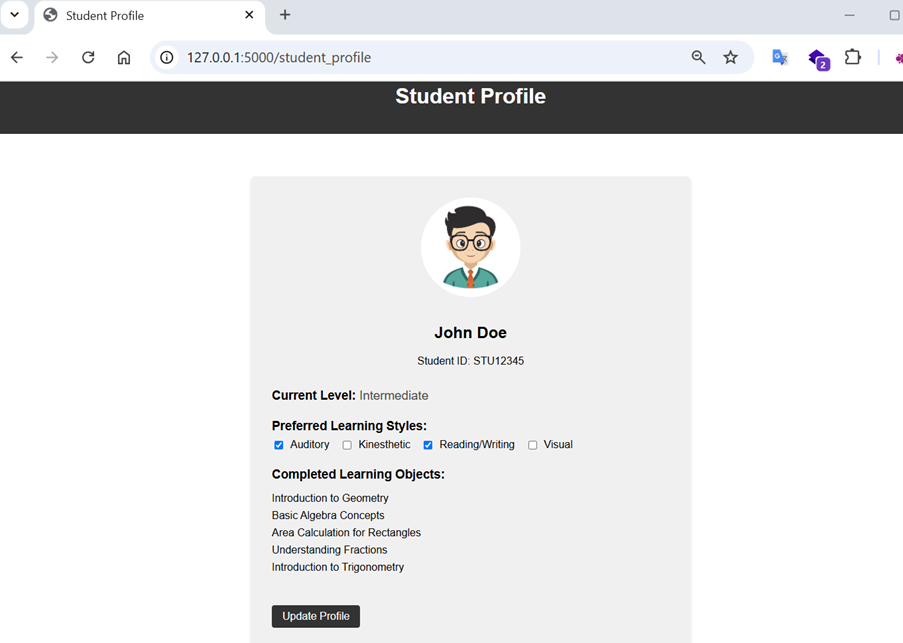 Student Profile
127.0.0.1:5000/student_profile
2
Student Profile
John Doe
Student ID: STU12345
Current Level: Intermediate
Preferred Learning Styles:
Auditory Kinesthetic Reading/Writing Visual
Completed Learning Objects:
Introduction to Geometry
Basic Algebra Concepts
Area Calculation for Rectangles
Understanding Fractions
Introduction to Trigonometry
Update Profile